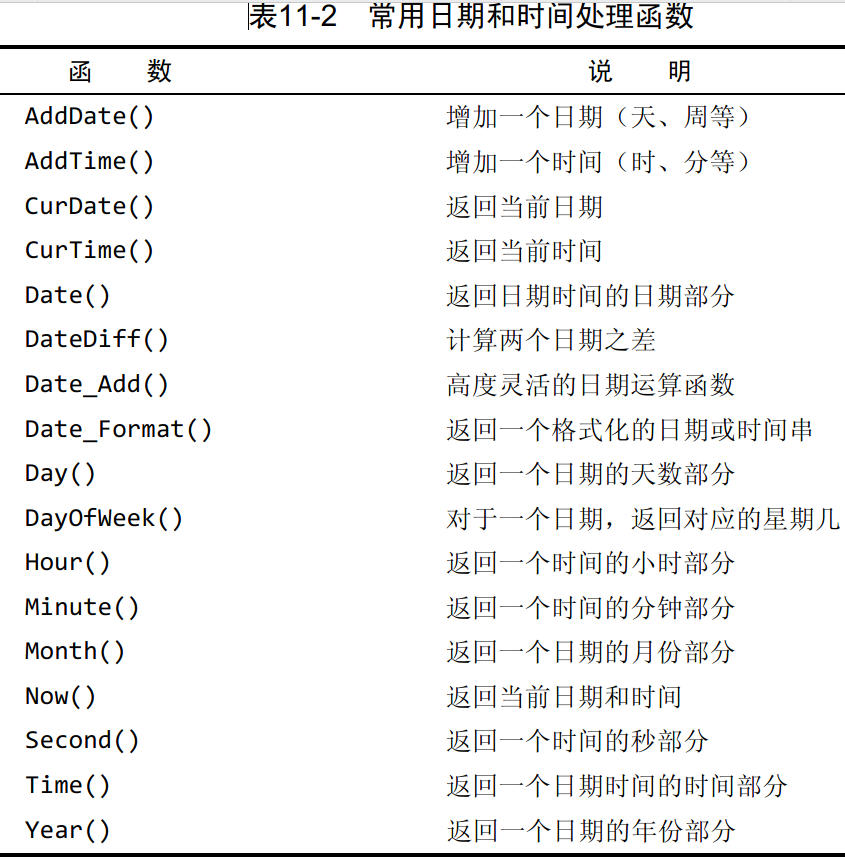 表11-2 常用日期和时间处理函数
函 数 说 明
AddDate() 增加一个日期（天、周等）
AddTime() 增加一个时间（时、分等）
CurDate() 返回当前日期
CurTime() 返回当前时间
Date() 返回日期时间的日期部分
DateDiff() 计算两个日期之差
Date_Add() 高度灵活的日期运算函数
Date_Format() 返回一个格式化的日期或时间串
Day() 返回一个日期的天数部分
DayOfWeek() 对于一个日期，返回对应的星期几
Hour() 返回一个时间的小时部分
Minute() 返回一个时间的分钟部分
Month() 返回一个日期的月份部分
Now() 返回当前日期和时间
Second() 返回一个时间的秒部分
Time() 返回一个日期时间的时间部分
Year() 返回一个日期的年份部分